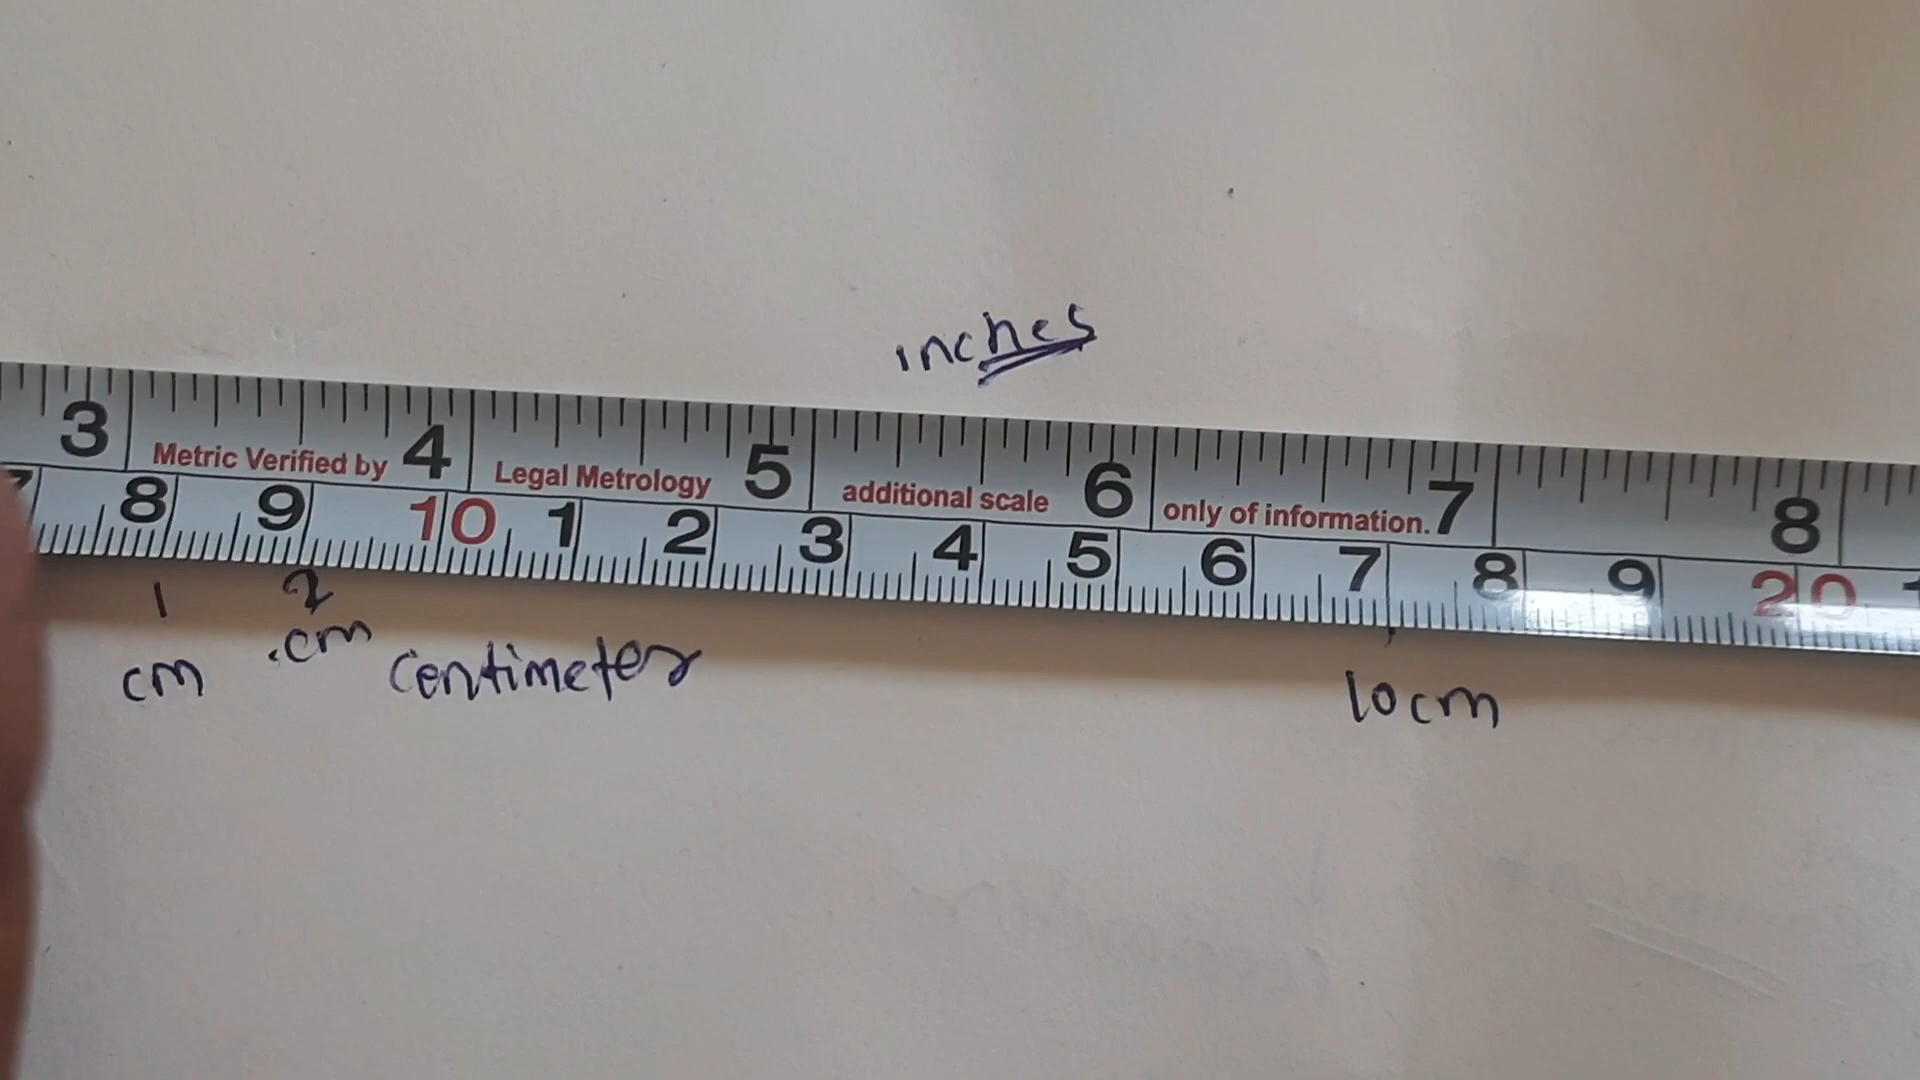 inches
3 4 5 6 7 8
Metric Verified by Legal Metrology additional scale only of information.
8 9 10 1 2 3 4 5 6 7 8 9 20
1 2
cm .cm centimeter 10cm